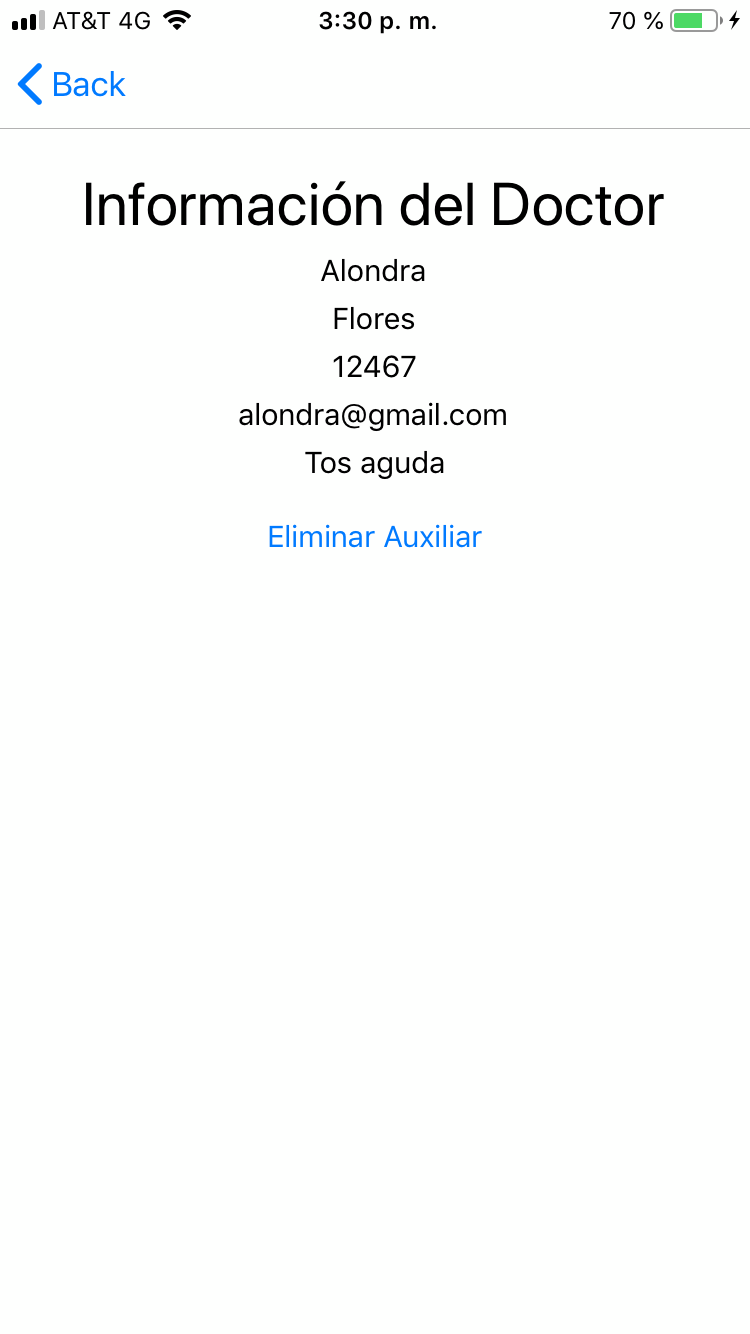 AT&T 4G 3:30 p. m. 70 %
Back
Información del Doctor
Alondra
Flores
12467
alondra@gmail.com
Tos aguda
Eliminar Auxiliar